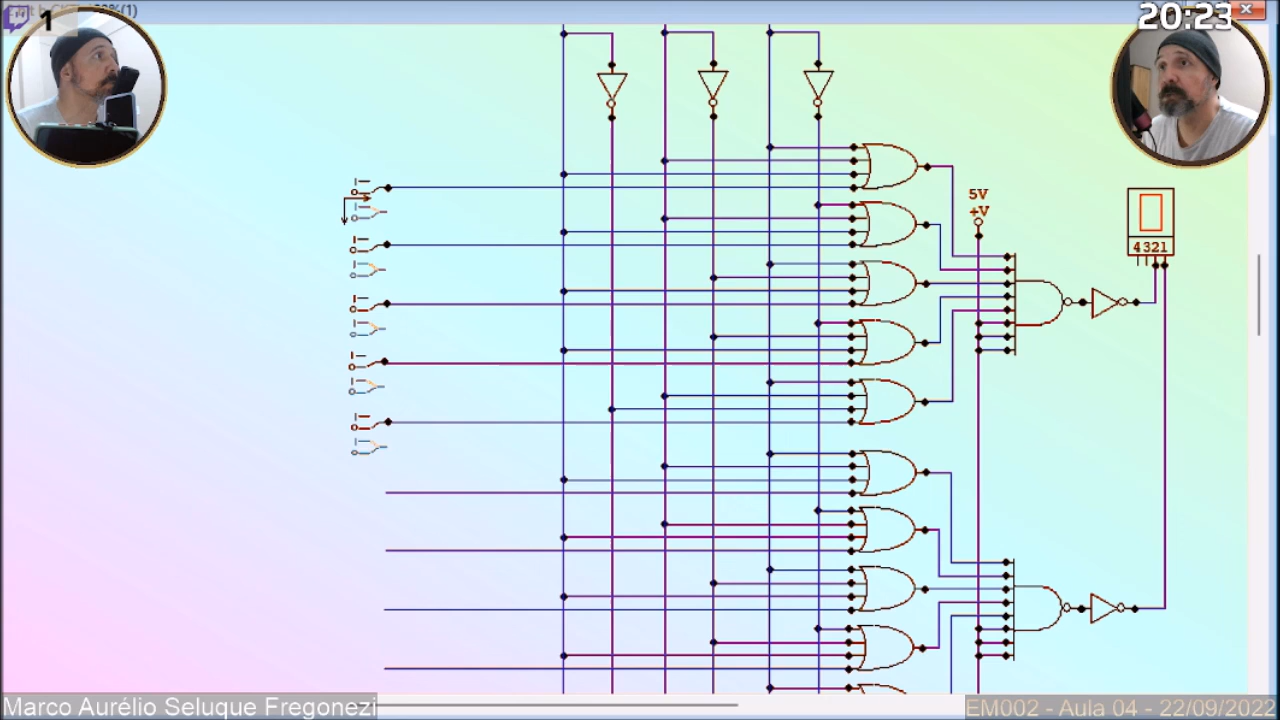 1
20:23
5V
+V
4321
Marco Aurélio Seluque Fregonezi
EM002 - Aula 04 - 22/09/2022